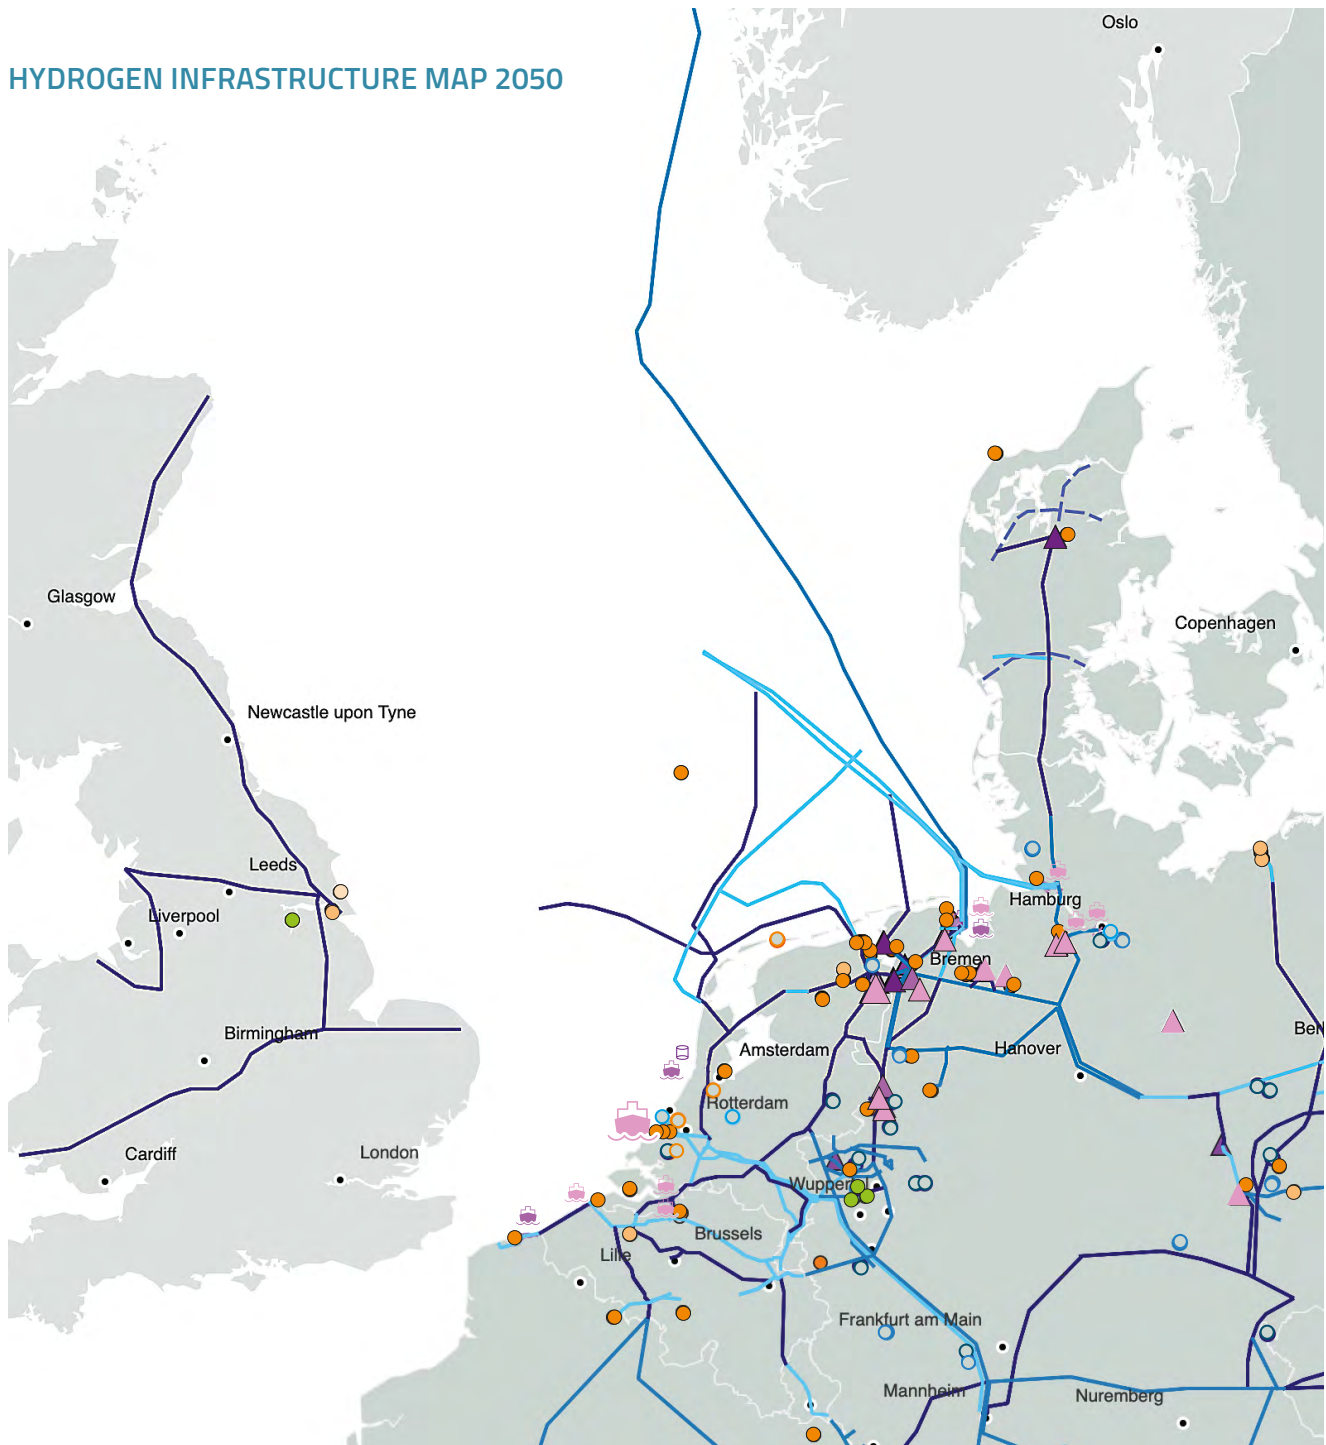 Oslo
HYDROGEN INFRASTRUCTURE MAP 2050
Glasgow
Copenhagen
Newcastle upon Tyne
Leeds
Hamburg
Liverpool
Bremen
Birmingham
Amsterdam
Hanover
Ber
Rotterdam
Cardiff
London
Wupper
Brussels
Lille
Frankfurt am Main
Mannheim
Nuremberg